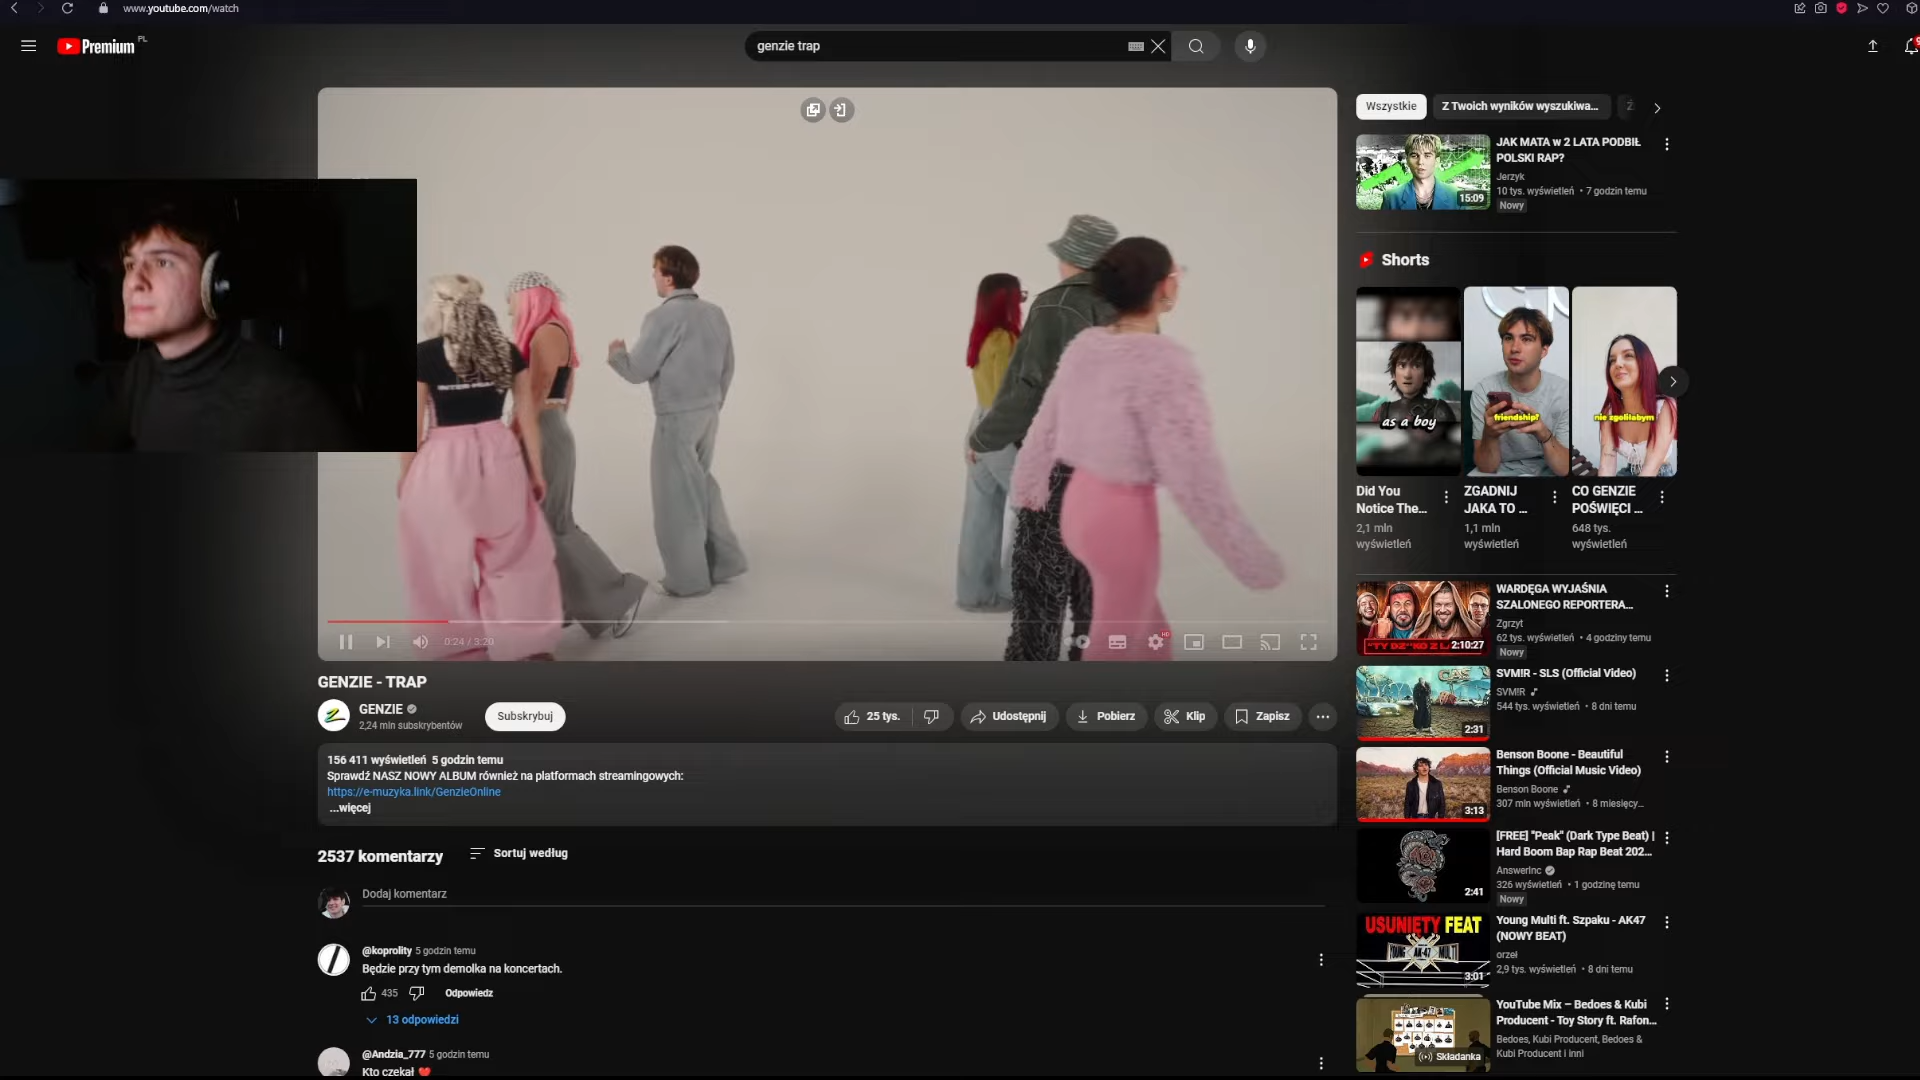 www.youtube.com/watch
Premium PL
genzie trap
0:24 / 3:20
GENZIE - TRAP
GENZIE
2,24 mln subskrybentów
Subskrybuj
25 tys.
Udostępnij
Pobierz
Klip
Zapisz
156 411 wyświetleń 5 godzin temu
Sprawdź NASZ NOWY ALBUM również na platformach streamingowych:
https://e-muzyka.link/GenzieOnline
...więcej
2537 komentarzy
Sortuj według
Dodaj komentarz
@koprolity 5 godzin temu
Będzie przy tym demolka na koncertach.
435
Odpowiedz
13 odpowiedzi
@Andzia_777 5 godzin temu
Kto czekał ❤️
Wszystkie
Z Twoich wyników wyszukiwa...
15:09
JAK MATA w 2 LATA PODBIŁ
POLSKI RAP?
Jerzyk
10 tys. wyświetleń • 7 godzin temu
Nowy
Shorts
as a boy
friendship?
nie zgoliłabym
Did You
Notice The...
2,1 mln
wyświetleń
ZGADNIJ
JAKA TO ...
1,1 mln
wyświetleń
CO GENZIE
POŚWIĘCI ...
648 tys.
wyświetleń
2:10:27
WARDĘGA WYJAŚNIA
SZALONEGO REPORTERA...
Zgrzyt
62 tys. wyświetleń • 4 godziny temu
Nowy
2:31
SVM!R - SLS (Official Video)
SVM!R
544 tys. wyświetleń • 8 dni temu
3:13
Benson Boone - Beautiful
Things (Official Music Video)
Benson Boone
307 mln wyświetleń • 8 miesięcy...
2:41
[FREE] "Peak" (Dark Type Beat) |
Hard Boom Bap Rap Beat 202...
AnswerInc
326 wyświetleń • 1 godzinę temu
Nowy
USUNIĘTY FEAT
YOUNG AK-47 MULTI
3:01
Young Multi ft. Szpaku - AK47
(NOWY BEAT)
orzeł
2,9 tys. wyświetleń • 8 dni temu
Składanka
YouTube Mix – Bedoes & Kubi
Producent - Toy Story ft. Rafon...
Bedoes, Kubi Producent, Bedoes &
Kubi Producent i inni